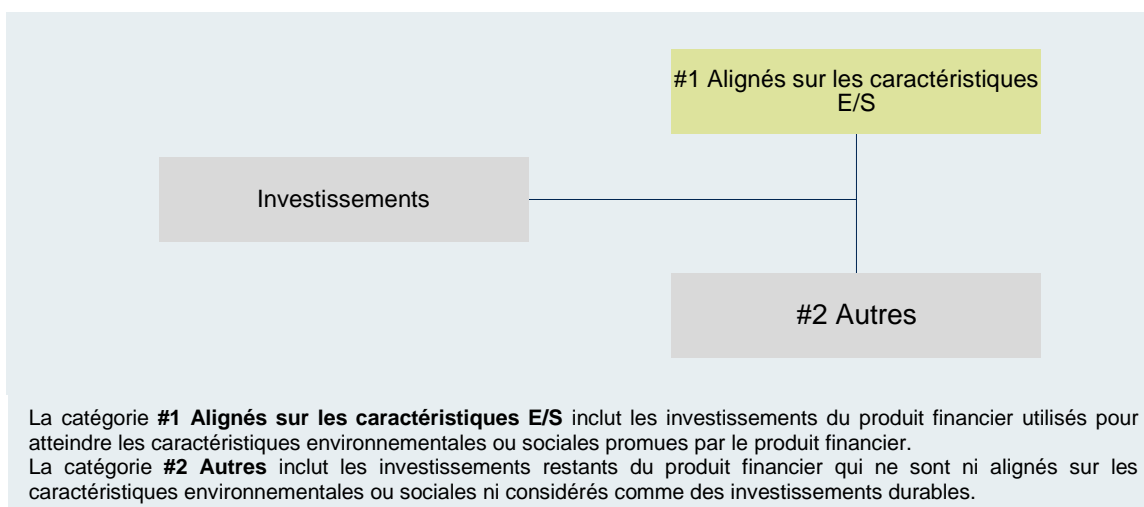 #1 Alignés sur les caractéristiques
E/S
Investissements
#2 Autres
La catégorie #1 Alignés sur les caractéristiques E/S inclut les investissements du produit financier utilisés pour
atteindre les caractéristiques environnementales ou sociales promues par le produit financier.
La catégorie #2 Autres inclut les investissements restants du produit financier qui ne sont ni alignés sur les
caractéristiques environnementales ou sociales ni considérés comme des investissements durables.